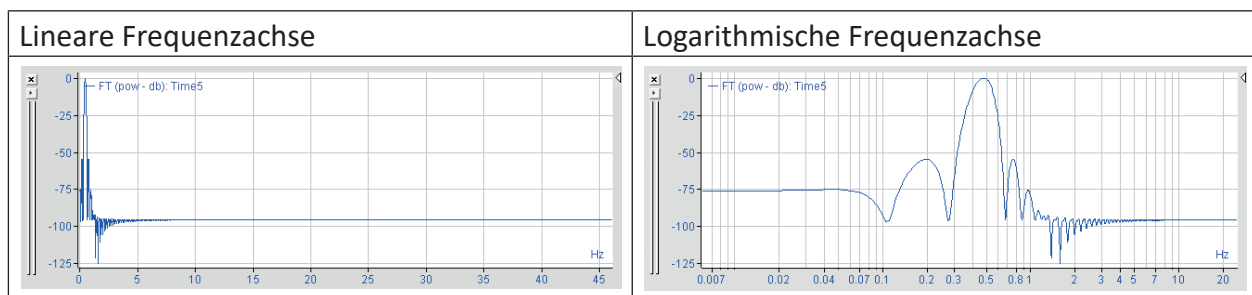 Lineare Frequenzachse
Logarithmische Frequenzachse
FT (pow - db): Time5
0
-25
-50
-75
-100
-125
Hz
0 5 10 15 20 25 30 35 40 45
FT (pow - db): Time5
0
-25
-50
-75
-100
-125
Hz
0.007 0.02 0.04 0.07 0.1 0.2 0.3 0.5 0.8 1 2 3 4 5 7 10 20